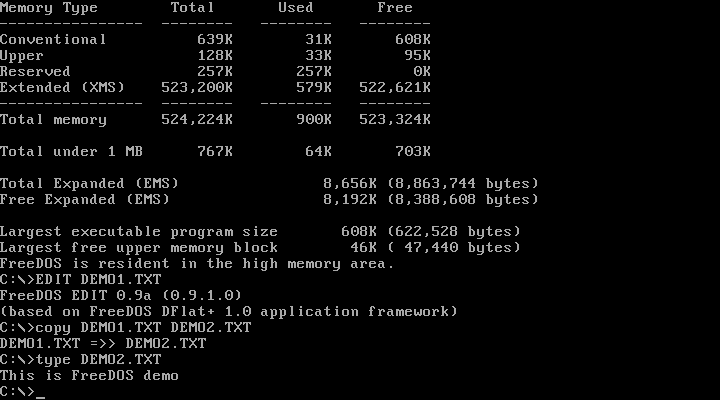 Memory Type         Total       Used       Free
---------------- --------   --------   --------
Conventional         639K        31K       608K
Upper                128K        33K        95K
Reserved             257K       257K         0K
Extended (XMS)   523,200K       579K   522,621K
---------------- --------   --------   --------
Total memory     524,224K       900K   523,324K
Total under 1 MB     767K        64K       703K
Total Expanded (EMS)                 8,656K (8,863,744 bytes)
Free Expanded (EMS)                  8,192K (8,388,608 bytes)
Largest executable program size       608K (622,528 bytes)
Largest free upper memory block        46K ( 47,440 bytes)
FreeDOS is resident in the high memory area.
C:\>EDIT DEMO1.TXT
FreeDOS EDIT 0.9a (0.9.1.0)
(based on FreeDOS DFlat+ 1.0 application framework)
C:\>copy DEMO1.TXT DEMO2.TXT
DEMO1.TXT =>> DEMO2.TXT
C:\>type DEMO2.TXT
This is FreeDOS demo
C:\>_